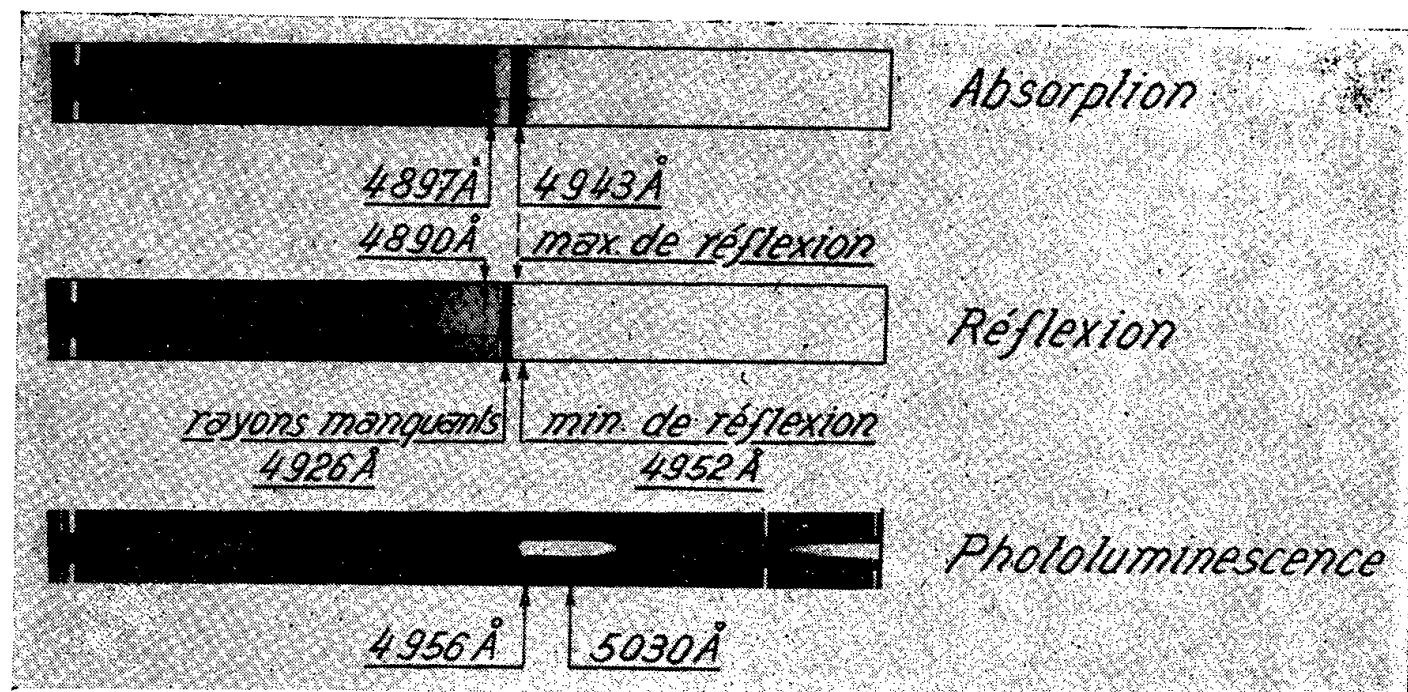 Absorption
4897Å 4943Å
4890Å max. de réflexion
Réflexion
rayons manquants min. de réflexion
4926Å 4952Å
Photoluminescence
4956Å 5030Å